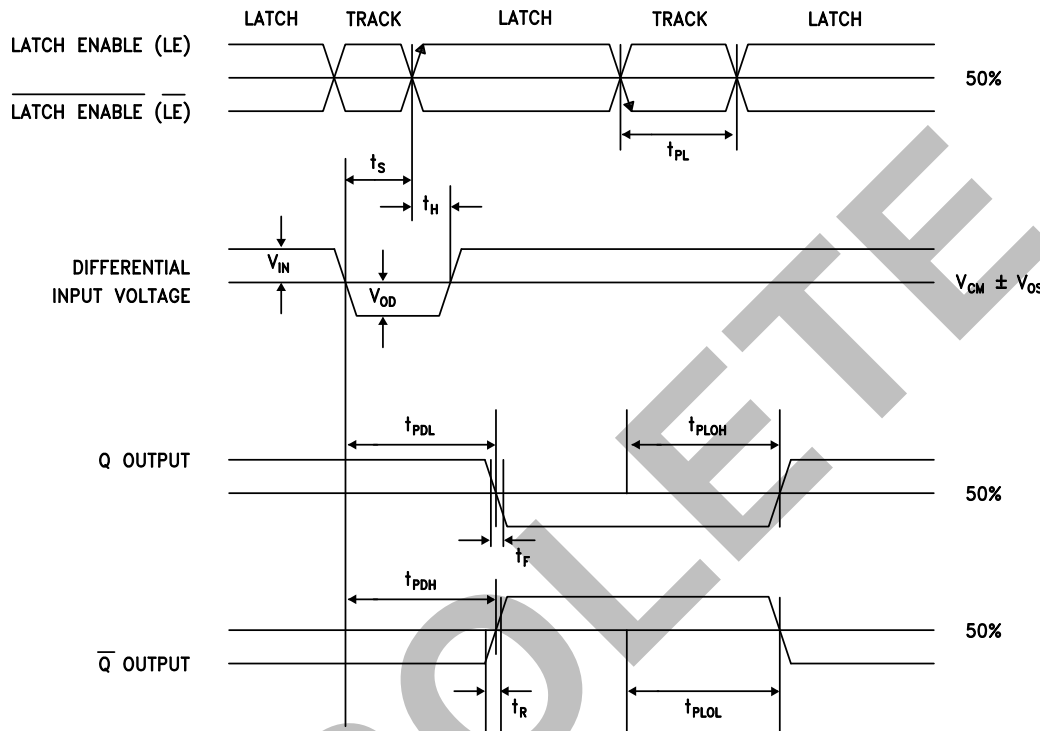 LATCH TRACK LATCH TRACK LATCH
LATCH ENABLE (LE)
50%
LATCH ENABLE (LE)
tPL
tS
tH
VIN
DIFFERENTIAL
INPUT VOLTAGE
VOD
VCM ± VOS
tPDL tPLOH
Q OUTPUT
50%
tF
tPDH
50%
Q OUTPUT
tR tPLOL
OLETE